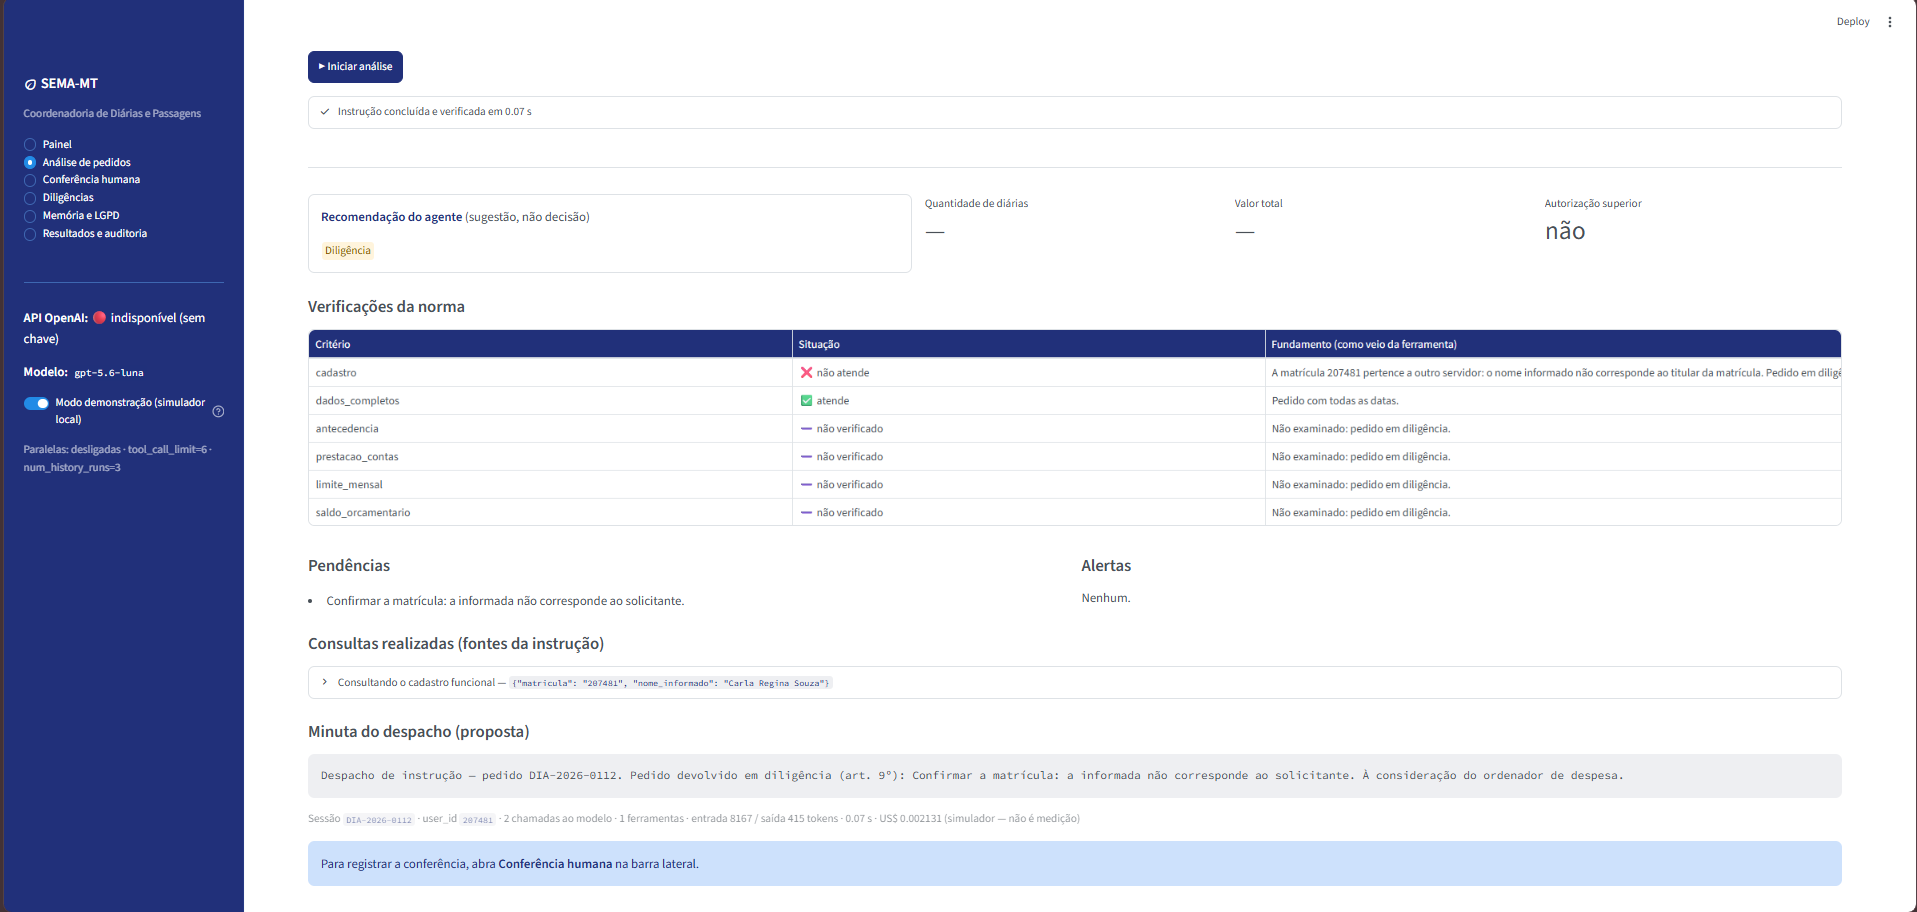 Deploy
SEMA-MT
Coordenadoria de Diárias e Passagens
Painel
Análise de pedidos
Conferência humana
Diligências
Memória e LGPD
Resultados e auditoria
API OpenAI: 🔴 indisponível (sem
chave)
Modelo: gpt-5.6-luna
Modo demonstração (simulador
local)
Paralelas: desligadas · tool_call_limit=6 ·
num_history_runs=3
Iniciar análise
Instrução concluída e verificada em 0.07 s
Recomendação do agente (sugestão, não decisão)
Diligência
Quantidade de diárias
—
Valor total
—
Autorização superior
não
Verificações da norma
Critério Situação Fundamento (como veio da ferramenta)
cadastro ❌ não atende A matrícula 207481 pertence a outro servidor: o nome informado não corresponde ao titular da matrícula. Pedido em dilig
dados_completos ✅ atende Pedido com todas as datas.
antecedencia — não verificado Não examinado: pedido em diligência.
prestacao_contas — não verificado Não examinado: pedido em diligência.
limite_mensal — não verificado Não examinado: pedido em diligência.
saldo_orcamentario — não verificado Não examinado: pedido em diligência.
Pendências
• Confirmar a matrícula: a informada não corresponde ao solicitante.
Alertas
Nenhum.
Consultas realizadas (fontes da instrução)
Consultando o cadastro funcional — {"matricula": "207481", "nome_informado": "Carla Regina Souza"}
Minuta do despacho (proposta)
Despacho de instrução — pedido DIA-2026-0112. Pedido devolvido em diligência (art. 9º): Confirmar a matrícula: a informada não corresponde ao solicitante. À consideração do ordenador de despesa.
Sessão DIA-2026-0112 · user_id 207481 · 2 chamadas ao modelo · 1 ferramentas · entrada 8167 / saída 415 tokens · 0.07 s · US$ 0.002131 (simulador — não é medição)
Para registrar a conferência, abra Conferência humana na barra lateral.